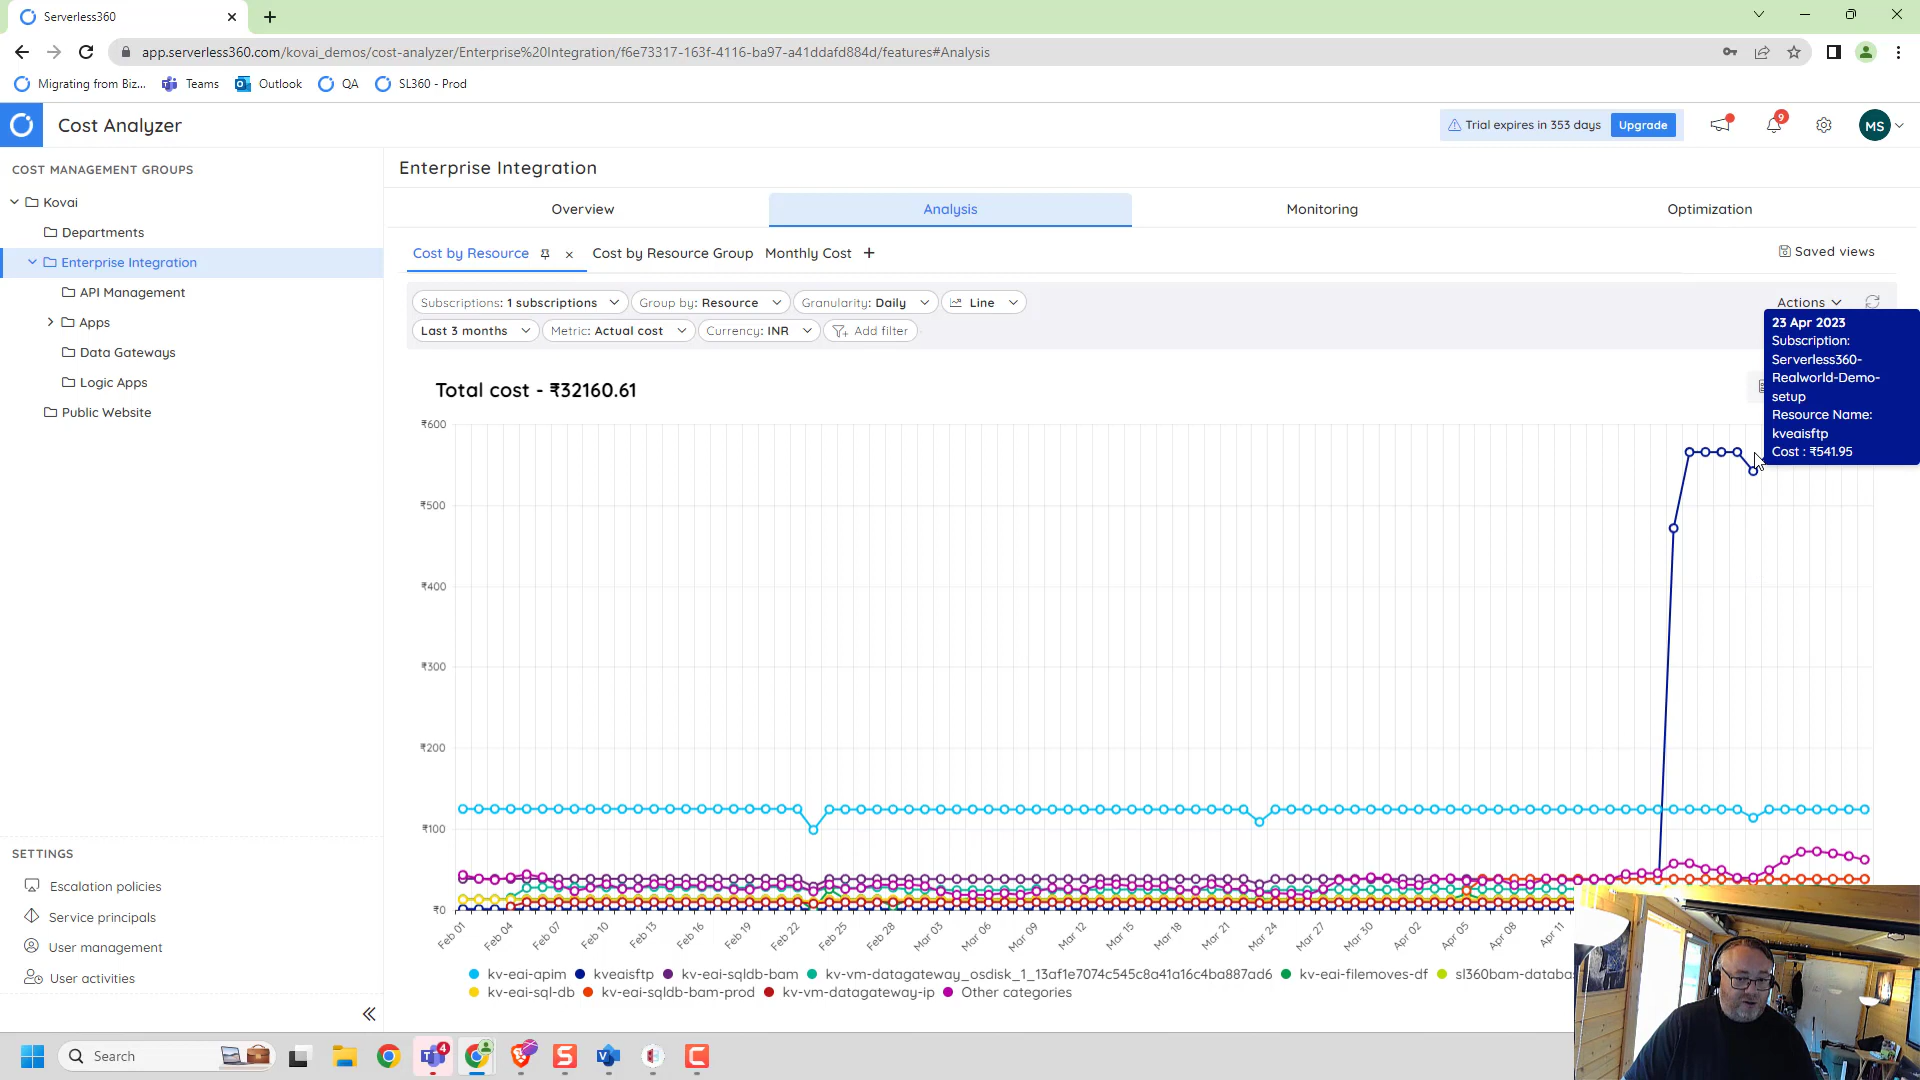 Serverless360
app.serverless360.com/kovai_demos/cost-analyzer/Enterprise%20Integration/f6e73317-163f-4116-ba97-a41ddafd884d/features#Analysis
Migrating from Biz... Teams Outlook QA SL360 - Prod
Cost Analyzer
Trial expires in 353 days Upgrade 9 MS
COST MANAGEMENT GROUPS
Kovai
Departments
Enterprise Integration
API Management
Apps
Data Gateways
Logic Apps
Public Website
SETTINGS
Escalation policies
Service principals
User management
User activities
Enterprise Integration
Overview Analysis Monitoring Optimization
Cost by Resource Cost by Resource Group Monthly Cost Saved views
Subscriptions: 1 subscriptions Group by: Resource Granularity: Daily Line Actions
Last 3 months Metric: Actual cost Currency: INR Add filter
23 Apr 2023
Subscription:
Serverless360-
Realworld-Demo-
setup
Resource Name:
kveaisftp
Cost : ₹541.95
Total cost - ₹32160.61
₹600
₹500
₹400
₹300
₹200
₹100
₹0
Feb 01 Feb 04 Feb 07 Feb 10 Feb 13 Feb 16 Feb 19 Feb 22 Feb 25 Feb 28 Mar 03 Mar 06 Mar 09 Mar 12 Mar 15 Mar 18 Mar 21 Mar 24 Mar 27 Mar 30 Apr 02 Apr 05 Apr 08 Apr 11
kv-eai-apim kveaisftp kv-eai-sqldb-bam kv-vm-datagateway_osdisk_1_13af1e7074c545c8a41a16c4ba887ad6 kv-eai-filemoves-df sl360bam-databas
kv-eai-sql-db kv-eai-sqldb-bam-prod kv-vm-datagateway-ip Other categories
Search 4